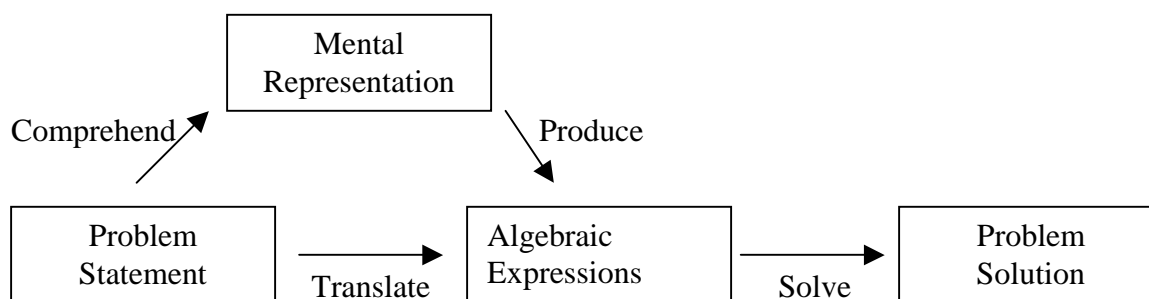 Mental
Representation
Comprehend
Produce
Problem
Statement
Translate
Algebraic
Expressions
Solve
Problem
Solution